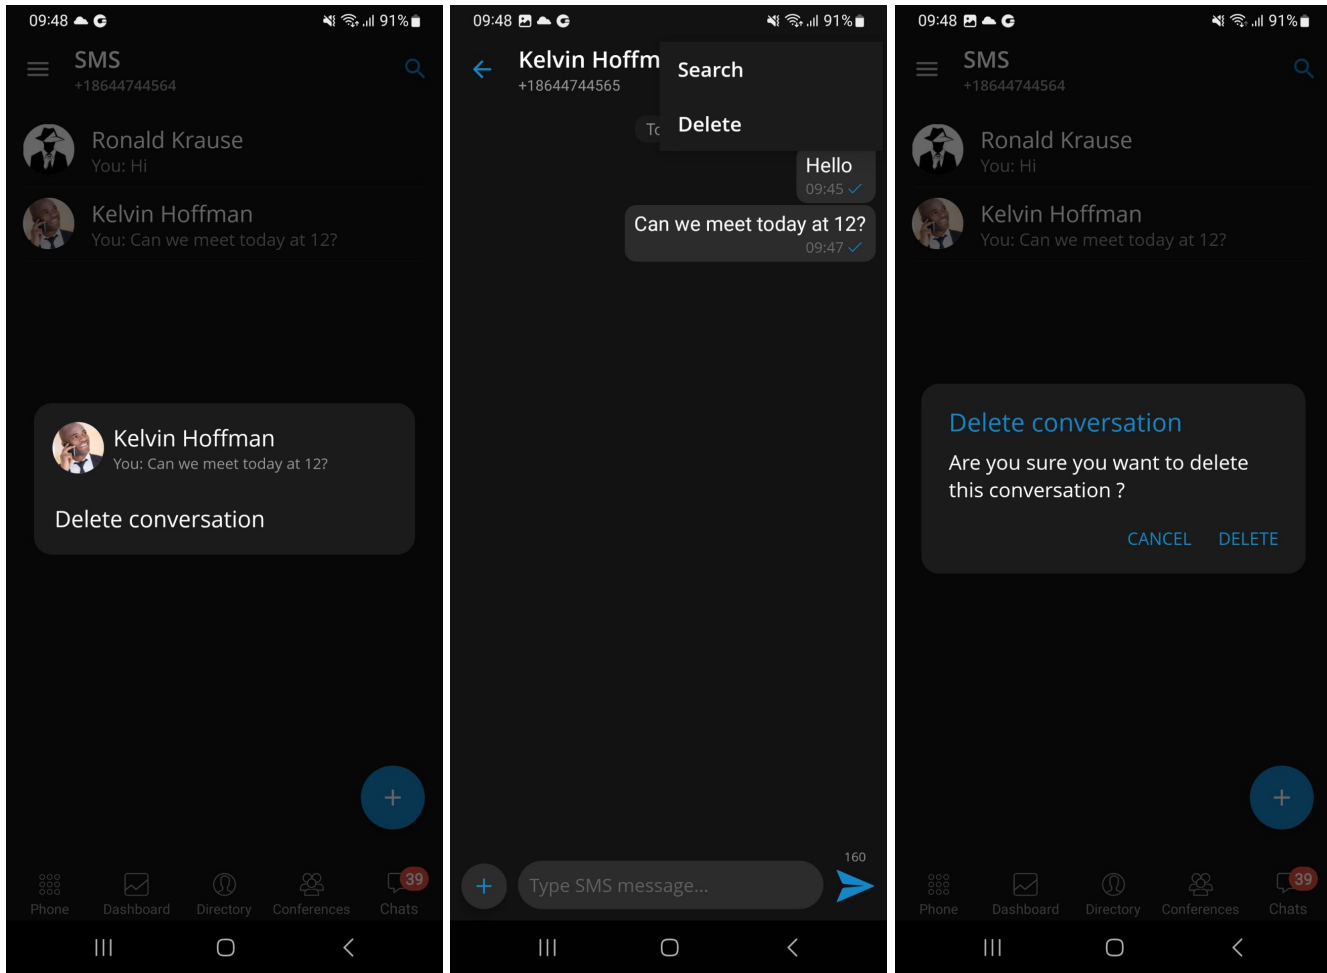 09:48 91%
SMS
+18644744564
Ronald Krause
You: Hi
Kelvin Hoffman
You: Can we meet today at 12?
Kelvin Hoffman
You: Can we meet today at 12?
Delete conversation
+
39
Phone Dashboard Directory Conferences Chats
09:48 91%
Kelvin Hoffm
+18644744565
Search
Delete
To
Hello
09:45
Can we meet today at 12?
09:47
160
+ Type SMS message...
09:48 91%
SMS
+18644744564
Ronald Krause
You: Hi
Kelvin Hoffman
You: Can we meet today at 12?
Delete conversation
Are you sure you want to delete
this conversation ?
CANCEL DELETE
+
39
Phone Dashboard Directory Conferences Chats